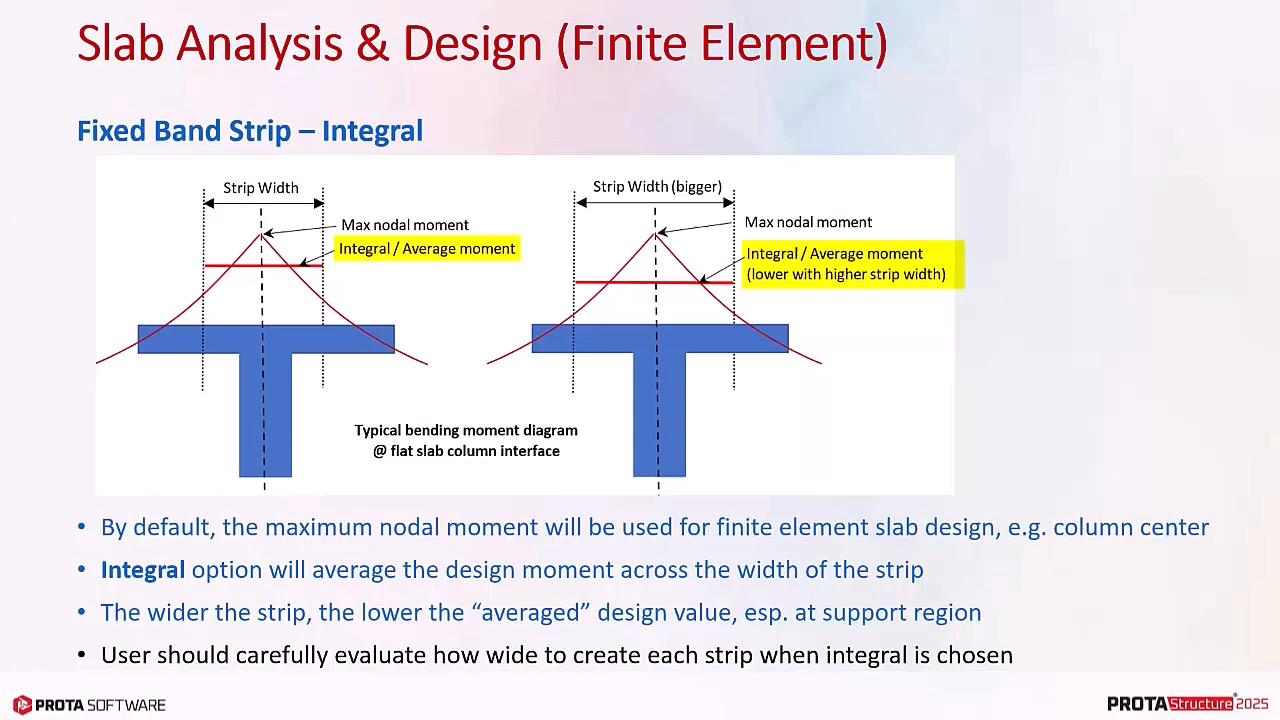 Slab Analysis & Design (Finite Element)
Fixed Band Strip – Integral
Strip Width
Max nodal moment
Integral / Average moment
Strip Width (bigger)
Max nodal moment
Integral / Average moment
(lower with higher strip width)
Typical bending moment diagram
@ flat slab column interface
• By default, the maximum nodal moment will be used for finite element slab design, e.g. column center
• Integral option will average the design moment across the width of the strip
• The wider the strip, the lower the “averaged” design value, esp. at support region
• User should carefully evaluate how wide to create each strip when integral is chosen
PROTA SOFTWARE
PROTAStructure® 2025